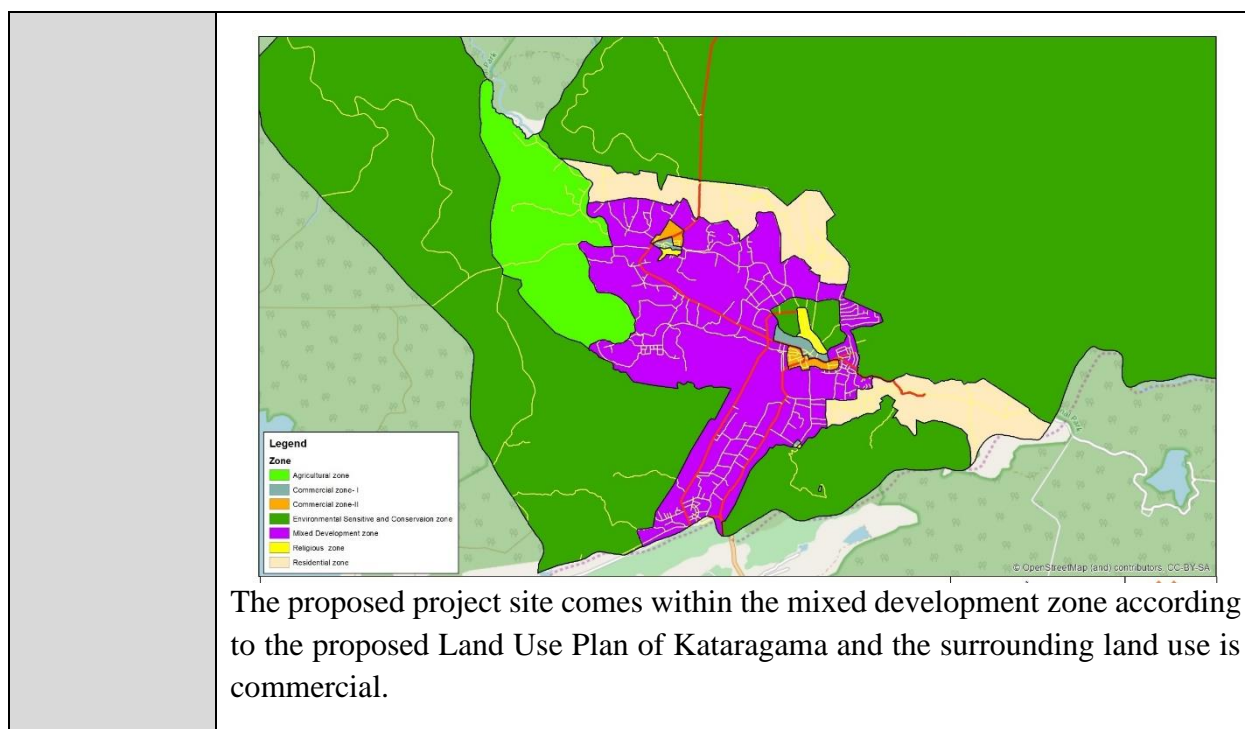 Legend
Zone
Agricultural zone
Commercial zone- I
Commercial zone-II
Environmental Sensitive and Conservaion zone
Mixed Development zone
Religious zone
Residential zone
© OpenStreetMap (and) contributors, CC-BY-SA
The proposed project site comes within the mixed development zone according
to the proposed Land Use Plan of Kataragama and the surrounding land use is
commercial.